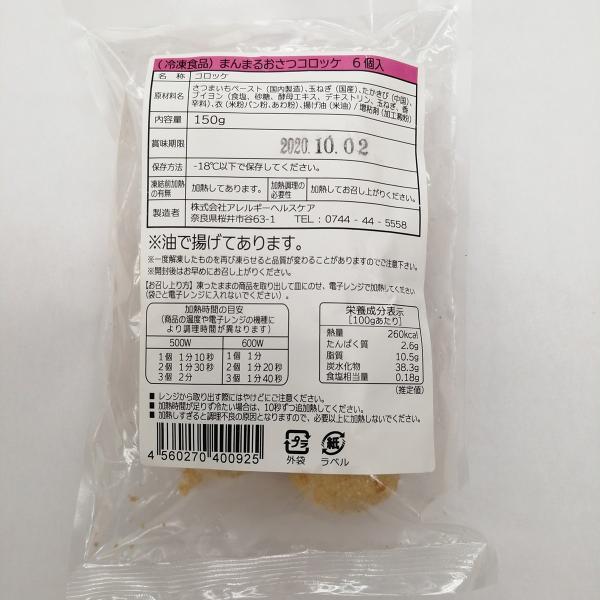 (冷凍食品) まんまるおさつコロッケ 6個入
名称 コロッケ
原材料名 さつまいもペースト (国内製造)、玉ねぎ (国産)、たかきび (中国)、
ブイヨン (食塩、砂糖、酵母エキス、デキストリン、玉ねぎ、香
辛料)、衣 (米粉パン粉、あわ粉)、揚げ油 (米油) / 増粘剤 (加工澱粉)
内容量 150g
賞味期限 2020.10.02
保存方法 -18℃以下で保存してください。
凍結前加熱の有無 加熱してあります。 加熱調理の必要性 加熱してお召し上がりください。
製造者 株式会社アレルギーヘルスケア
奈良県桜井市谷63-1 TEL:0744-44-5558
※油で揚げてあります。
※一度解凍したものを再び凍らせると品質が変わることがありますのでご注意下さい。
※開封後はお早めにお召し上がりください。
【お召し上り方】凍ったままの商品を取り出して皿にのせ、電子レンジで加熱してください
(袋ごと電子レンジに入れないでください)。
加熱時間の目安
(商品の温度や電子レンジの機種に
より調理時間が異なります)
500W 600W
1個 1分10秒 1個 1分
2個 1分30秒 2個 1分20秒
3個 2分 3個 1分40秒
栄養成分表示
[100gあたり]
熱量 260kcal
たんぱく質 2.6g
脂質 10.5g
炭水化物 38.3g
食塩相当量 0.18g
(推定値)
■ レンジから取り出す際にはやけどにご注意ください。
■ 加熱時間が足りず冷たい場合は、10秒ずつ追加加熱してください。
■ 加熱しすぎると調理不良の原因となりますので、必要以上に加熱しないでください。
4 560270 400925
プラ
外袋
紙
ラベル